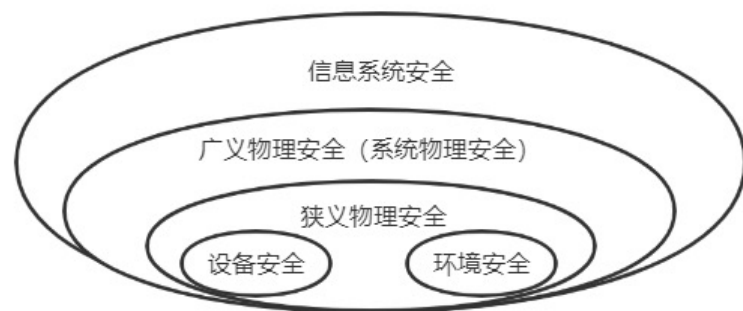 信息系统安全
广义物理安全（系统物理安全）
狭义物理安全
设备安全
环境安全